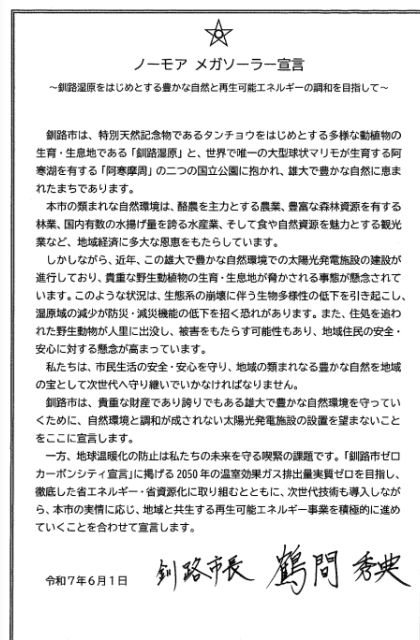 ノーモア メガソーラー宣言
～釧路湿原をはじめとする豊かな自然と再生可能エネルギーの調和を目指して～
釧路市は、特別天然記念物であるタンチョウをはじめとする多様な動植物の
生育・生息地である「釧路湿原」と、世界で唯一の大型球状マリモが生育する阿
寒湖を有する「阿寒摩周」の二つの国立公園に抱かれ、雄大で豊かな自然に恵ま
れたまちであります。
本市の類まれな自然環境は、酪農を主力とする農業、豊富な森林資源を有する
林業、国内有数の水揚げ量を誇る水産業、そして食や自然資源を魅力とする観光
業など、地域経済に多大な恩恵をもたらしています。
しかしながら、近年、この雄大で豊かな自然環境での太陽光発電施設の建設が
進行しており、貴重な野生動植物の生育・生息地が脅かされる事態が懸念されて
います。このような状況は、生態系の崩壊に伴う生物多様性の低下を引き起こし、
湿原域の減少が防災・減災機能の低下を招く恐れがあります。また、住処を追わ
れた野生動物が人里に出没し、被害をもたらす可能性もあり、地域住民の安全・
安心に対する懸念が高まっています。
私たちは、市民生活の安全・安心を守り、地域の類まれなる豊かな自然を地域
の宝として次世代へ守り継いでいかなければなりません。
釧路市は、貴重な財産であり誇りでもある雄大で豊かな自然環境を守ってい
くために、自然環境と調和が成されない太陽光発電施設の設置を望まないこと
をここに宣言します。
一方、地球温暖化の防止は私たちの未来を守る喫緊の課題です。「釧路市ゼロ
カーボンシティ宣言」に掲げる 2050 年の温室効果ガス排出量実質ゼロを目指し、
徹底した省エネルギー・省資源化に取り組むとともに、次世代技術も導入しなが
ら、本市の実情に応じ、地域と共生する再生可能エネルギー事業を積極的に進め
ていくことを合わせて宣言します。
令和７年６月１日 釧路市長 鶴間 秀典